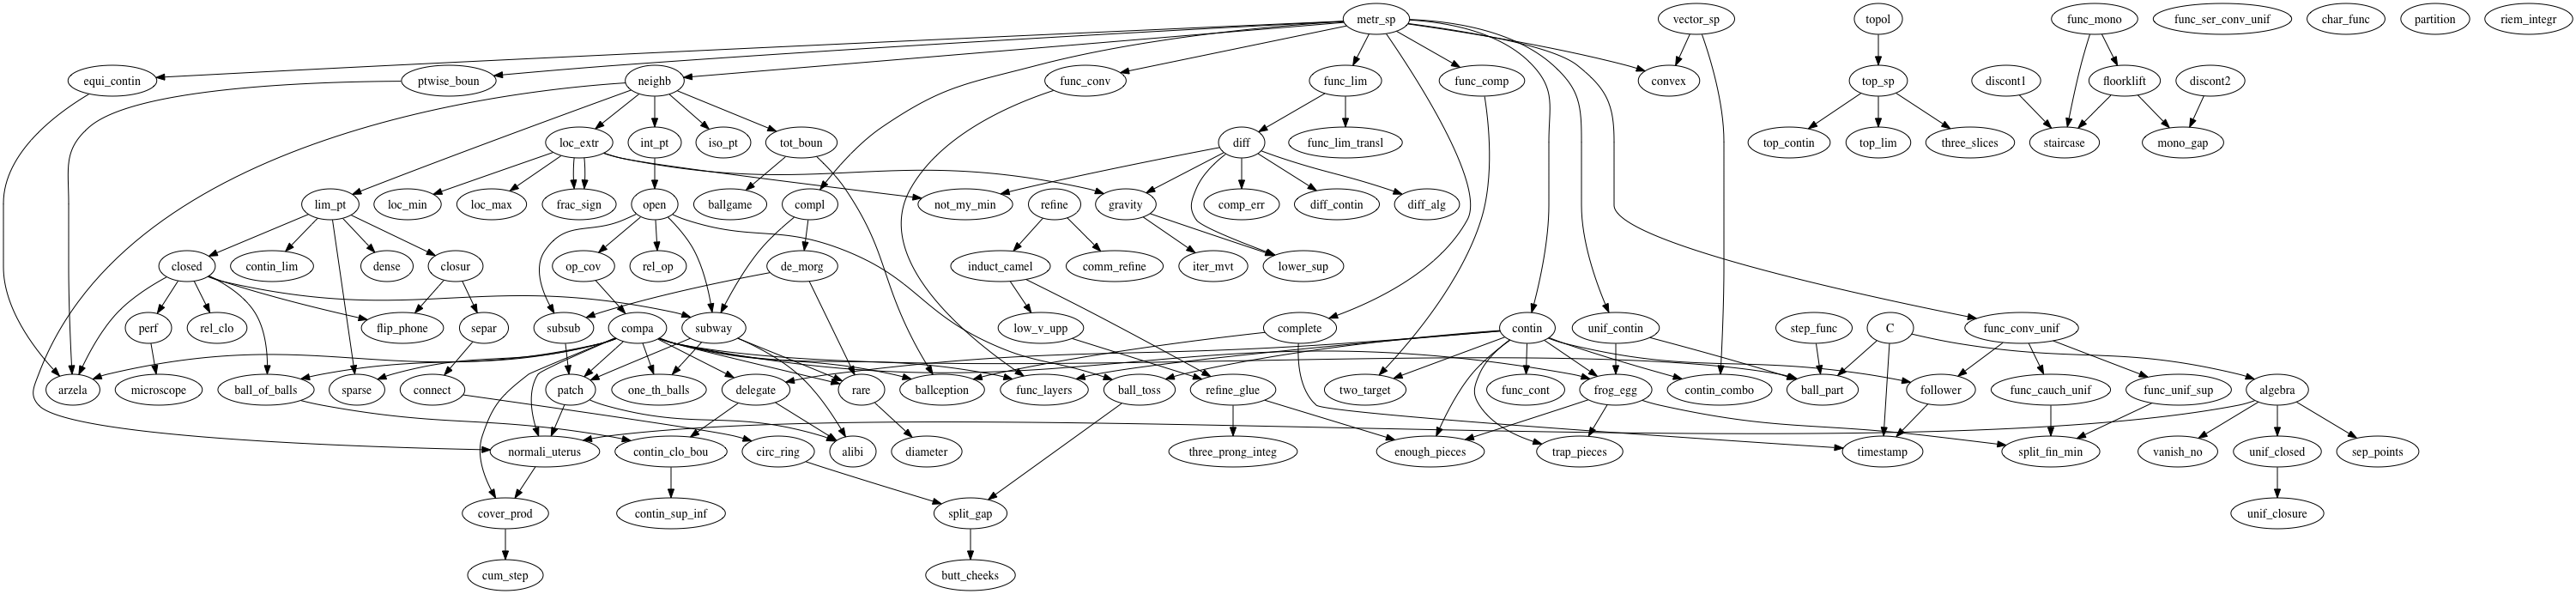 metr_sp
vector_sp
topol
func_mono
func_ser_conv_unif
char_func
partition
riem_integr
equi_contin
ptwise_boun
neighb
func_conv
func_lim
func_comp
convex
top_sp
discont1
floorklift
discont2
loc_extr
int_pt
iso_pt
tot_boun
diff
func_lim_transl
top_contin
top_lim
three_slices
staircase
mono_gap
lim_pt
loc_min
loc_max
frac_sign
open
ballgame
compl
not_my_min
refine
gravity
comp_err
diff_contin
diff_alg
closed
contin_lim
dense
closur
op_cov
rel_op
de_morg
induct_camel
comm_refine
iter_mvt
lower_sup
perf
rel_clo
flip_phone
separ
subsub
compa
subway
low_v_upp
complete
contin
unif_contin
step_func
C
func_conv_unif
arzela
microscope
ball_of_balls
sparse
connect
patch
one_th_balls
delegate
rare
ballception
func_layers
ball_toss
refine_glue
two_target
func_cont
frog_egg
contin_combo
ball_part
follower
func_cauch_unif
func_unif_sup
algebra
normali_uterus
contin_clo_bou
circ_ring
alibi
diameter
three_prong_integ
enough_pieces
trap_pieces
timestamp
split_fin_min
vanish_no
unif_closed
sep_points
cover_prod
contin_sup_inf
split_gap
unif_closure
cum_step
butt_cheeks